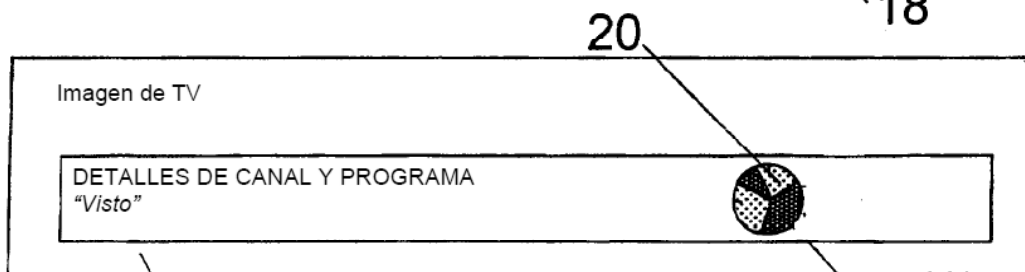 18
20
Imagen de TV
DETALLES DE CANAL Y PROGRAMA
“Visto”